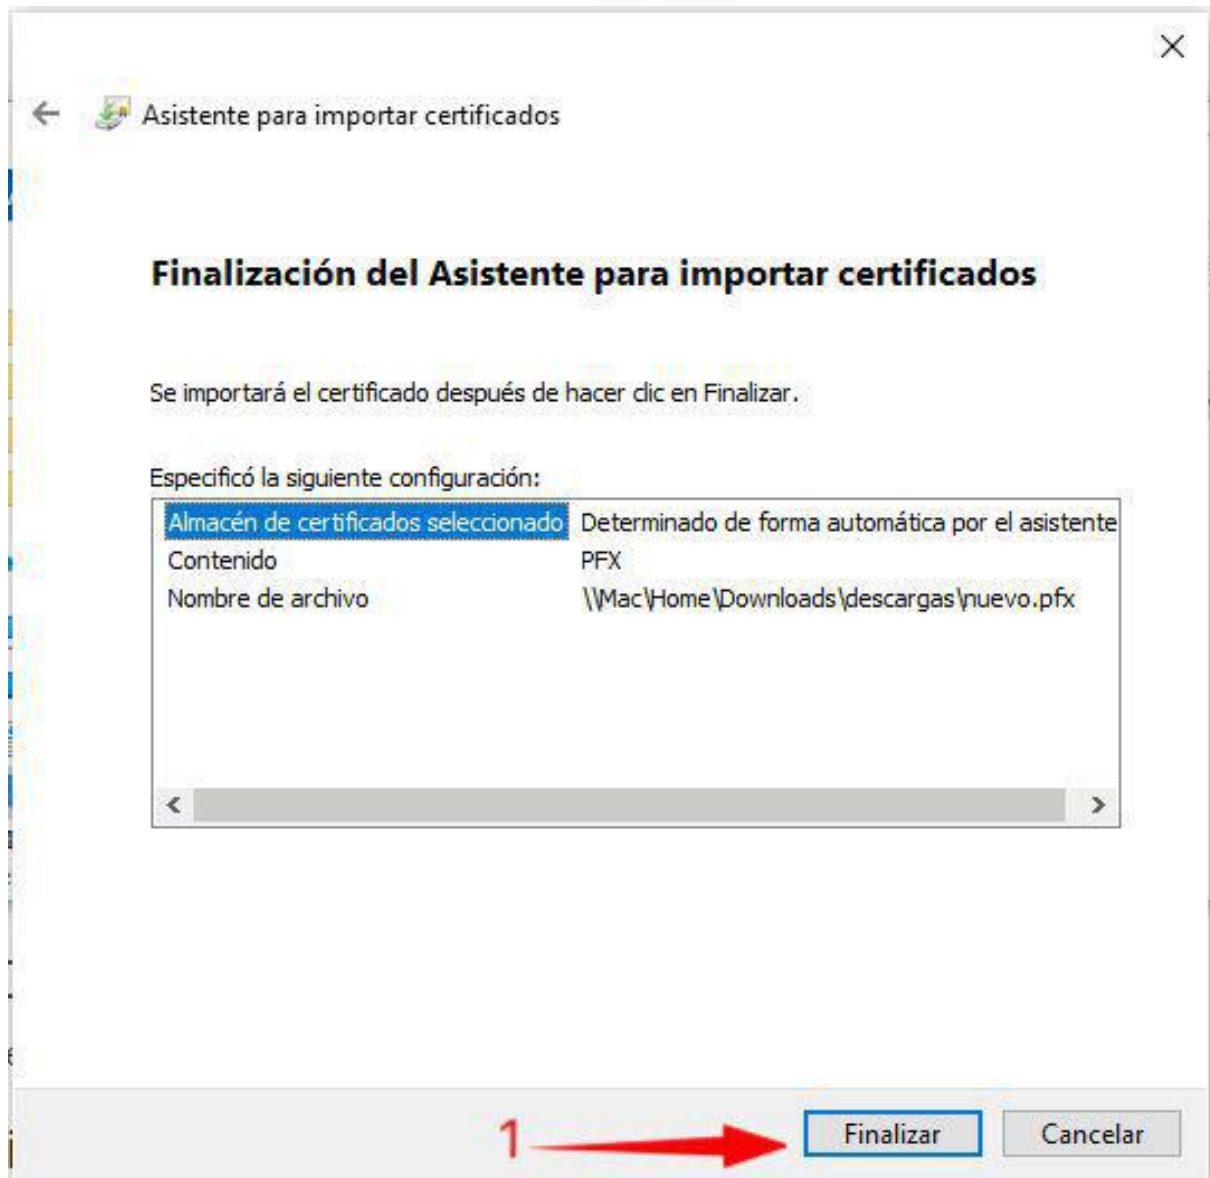 Asistente para importar certificados
Finalización del Asistente para importar certificados
Se importará el certificado después de hacer clic en Finalizar.
Especificó la siguiente configuración:
Almacén de certificados seleccionado Determinado de forma automática por el asistente
Contenido PFX
Nombre de archivo \\Mac\Home\Downloads\descargas\nuevo.pfx
1 Finalizar Cancelar